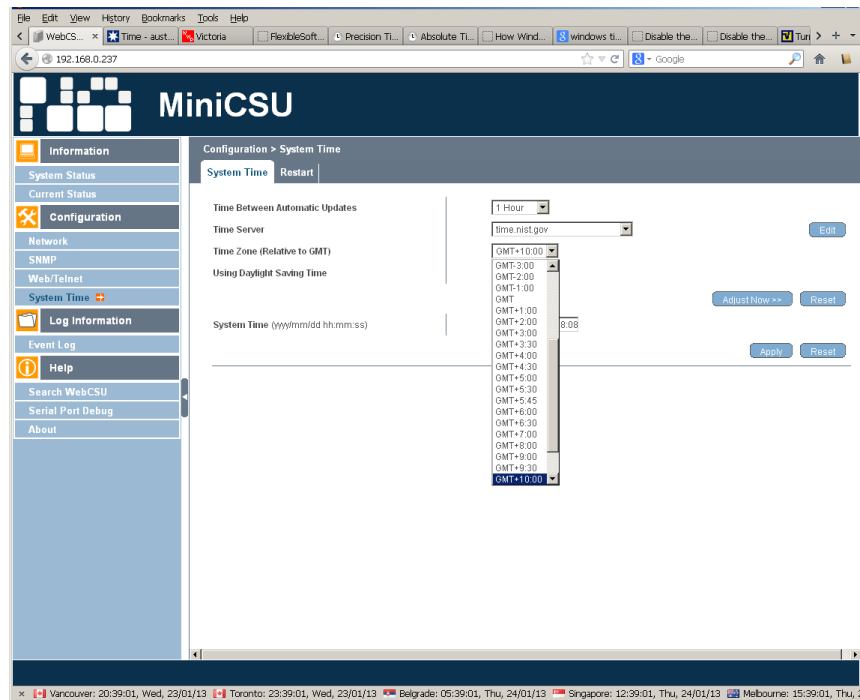 File Edit View History Bookmarks Tools Help
WebCS... Time - aust... Victoria FlexibleSoft... Precision Ti... Absolute Ti... How Wind... windows ti... Disable the... Disable the... Turi
192.168.0.237 Google
MiniCSU
Information
System Status
Current Status
Configuration
Network
SNMP
Web/Telnet
System Time
Log Information
Event Log
Help
Search WebCSU
Serial Port Debug
About
Configuration > System Time
System Time Restart
Time Between Automatic Updates 1 Hour
Time Server time.nist.gov Edit
Time Zone (Relative to GMT) GMT+10:00
Using Daylight Saving Time
Adjust Now >> Reset
System Time (yyyy/mm/dd hh:mm:ss) 8:08
Apply Reset
GMT-3:00
GMT-2:00
GMT-1:00
GMT
GMT+1:00
GMT+2:00
GMT+3:00
GMT+3:30
GMT+4:00
GMT+4:30
GMT+5:00
GMT+5:30
GMT+5:45
GMT+6:00
GMT+6:30
GMT+7:00
GMT+8:00
GMT+9:00
GMT+9:30
GMT+10:00
× Vancouver: 20:39:01, Wed, 23/01/13 Toronto: 23:39:01, Wed, 23/01/13 Belgrade: 05:39:01, Thu, 24/01/13 Singapore: 12:39:01, Thu, 24/01/13 Melbourne: 15:39:01, Thu,